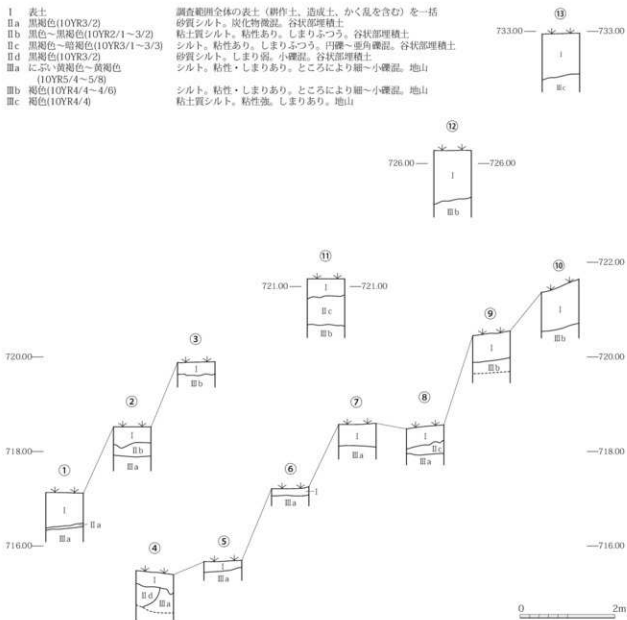 Ⅰ 表土 調査範囲全体の表土（耕作土、造成土、かく乱を含む）を一括
Ⅱa 黒褐色(10YR3/2) 砂質シルト。炭化物微混。谷状部埋積土
Ⅱb 黒色～黒褐色(10YR2/1～3/2) 粘土質シルト。粘性あり。しまりふつう。谷状部埋積土
Ⅱc 黒褐色～暗褐色(10YR3/1～3/3) シルト。粘性あり。しまりふつう。円礫～亜角礫混。谷状部埋積土
Ⅱd 黒褐色(10YR3/2) 砂質シルト。しまり弱。小礫混。谷状部埋積土
Ⅲa にぶい黄褐色～黄褐色 シルト。粘性・しまりあり。ところにより細～小礫混。地山
(10YR5/4～5/8)
Ⅲb 褐色(10YR4/4～4/6) シルト。粘性・しまりあり。ところにより細～小礫混。地山
Ⅲc 褐色(10YR4/4) 粘土質シルト。粘性強。しまりあり。地山
⑬
733.00 733.00
Ⅰ
Ⅲc
⑫
726.00 726.00
Ⅰ
Ⅲb
⑪
721.00 721.00
Ⅰ
Ⅱc
Ⅲb
722.00
⑩
Ⅰ
Ⅲb
⑨
Ⅰ
Ⅲb
720.00 720.00
③
Ⅰ
Ⅲb
②
Ⅰ
Ⅱb
Ⅲa
⑦
Ⅰ
Ⅲa
⑧
Ⅰ
Ⅱc
Ⅲa
718.00 718.00
①
Ⅰ
Ⅱa
Ⅲa
⑥
Ⅰ
Ⅲa
716.00 716.00
④
Ⅰ
Ⅱd
Ⅲa
⑤
Ⅰ
Ⅲa
0 2m